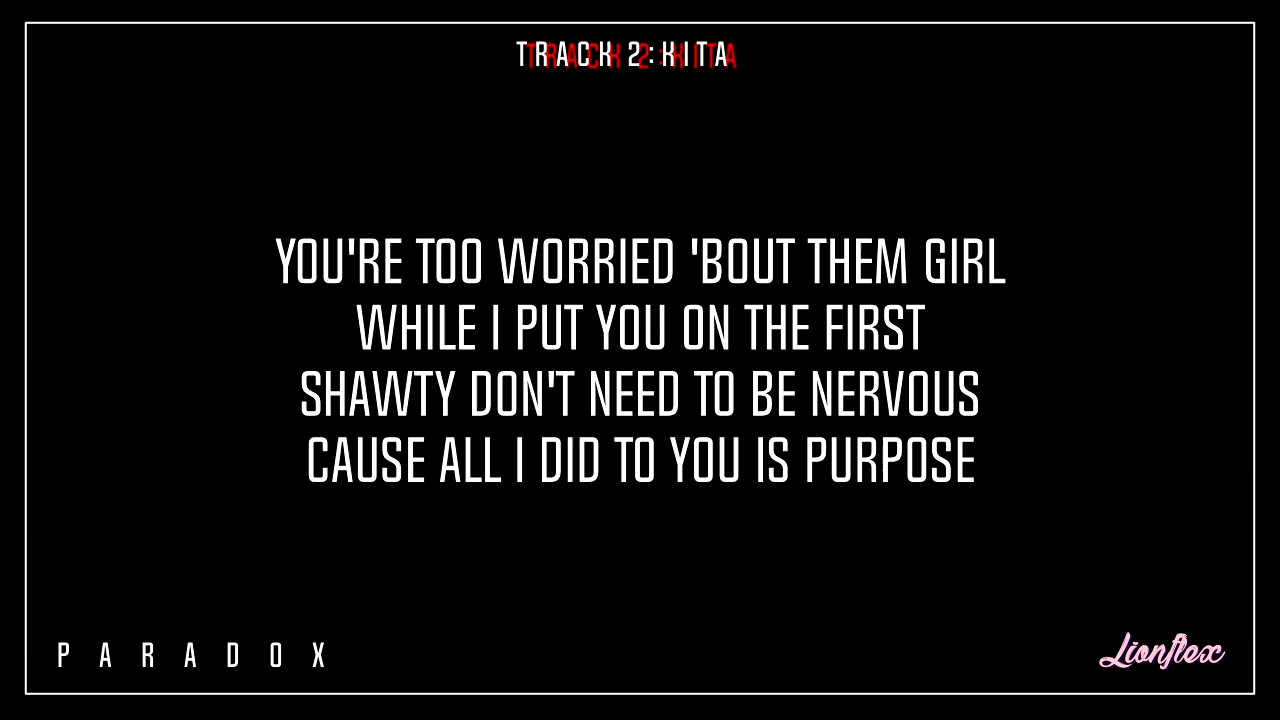 TRACK 2: KITA
YOU'RE TOO WORRIED 'BOUT THEM GIRL
WHILE I PUT YOU ON THE FIRST
SHAWTY DON'T NEED TO BE NERVOUS
CAUSE ALL I DID TO YOU IS PURPOSE
PARADOX
Lionflex